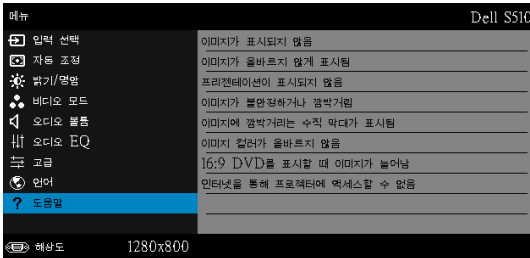 메뉴
Dell S510
입력 선택
자동 조정
밝기/명암
비디오 모드
오디오 볼륨
오디오 EQ
고급
언어
도움말
이미지가 표시되지 않음
이미지가 올바르지 않게 표시됨
프리젠테이션이 표시되지 않음
이미지가 불안정하거나 깜박거림
이미지에 깜박거리는 수직 막대가 표시됨
이미지 컬러가 올바르지 않음
16:9 DVD를 표시할 때 이미지가 늘어남
인터넷을 통해 프로젝터에 액세스할 수 없음
해상도 1280x800